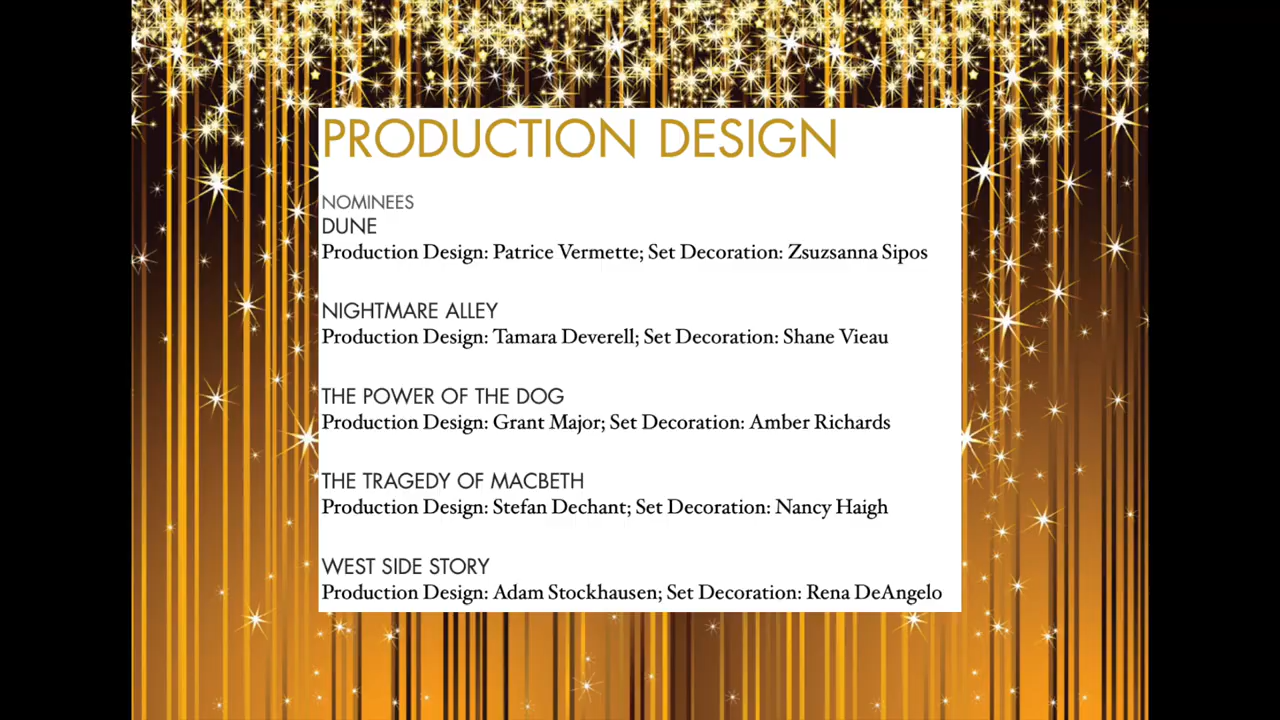 PRODUCTION DESIGN
NOMINEES
DUNE
Production Design: Patrice Vermette; Set Decoration: Zsuzsanna Sipos
NIGHTMARE ALLEY
Production Design: Tamara Deverell; Set Decoration: Shane Vieau
THE POWER OF THE DOG
Production Design: Grant Major; Set Decoration: Amber Richards
THE TRAGEDY OF MACBETH
Production Design: Stefan Dechant; Set Decoration: Nancy Haigh
WEST SIDE STORY
Production Design: Adam Stockhausen; Set Decoration: Rena DeAngelo